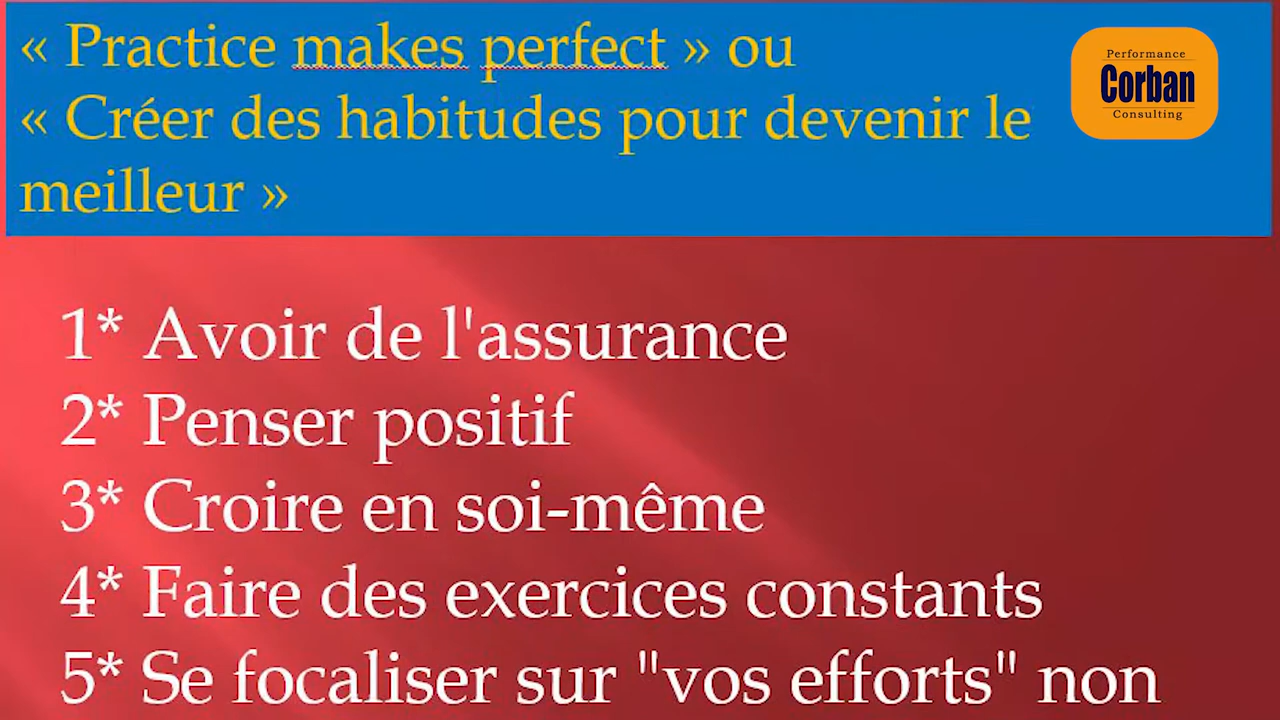 « Practice makes perfect » ou
« Créer des habitudes pour devenir le
meilleur »
Performance
Corban
Consulting
1* Avoir de l'assurance
2* Penser positif
3* Croire en soi-même
4* Faire des exercices constants
5* Se focaliser sur "vos efforts" non